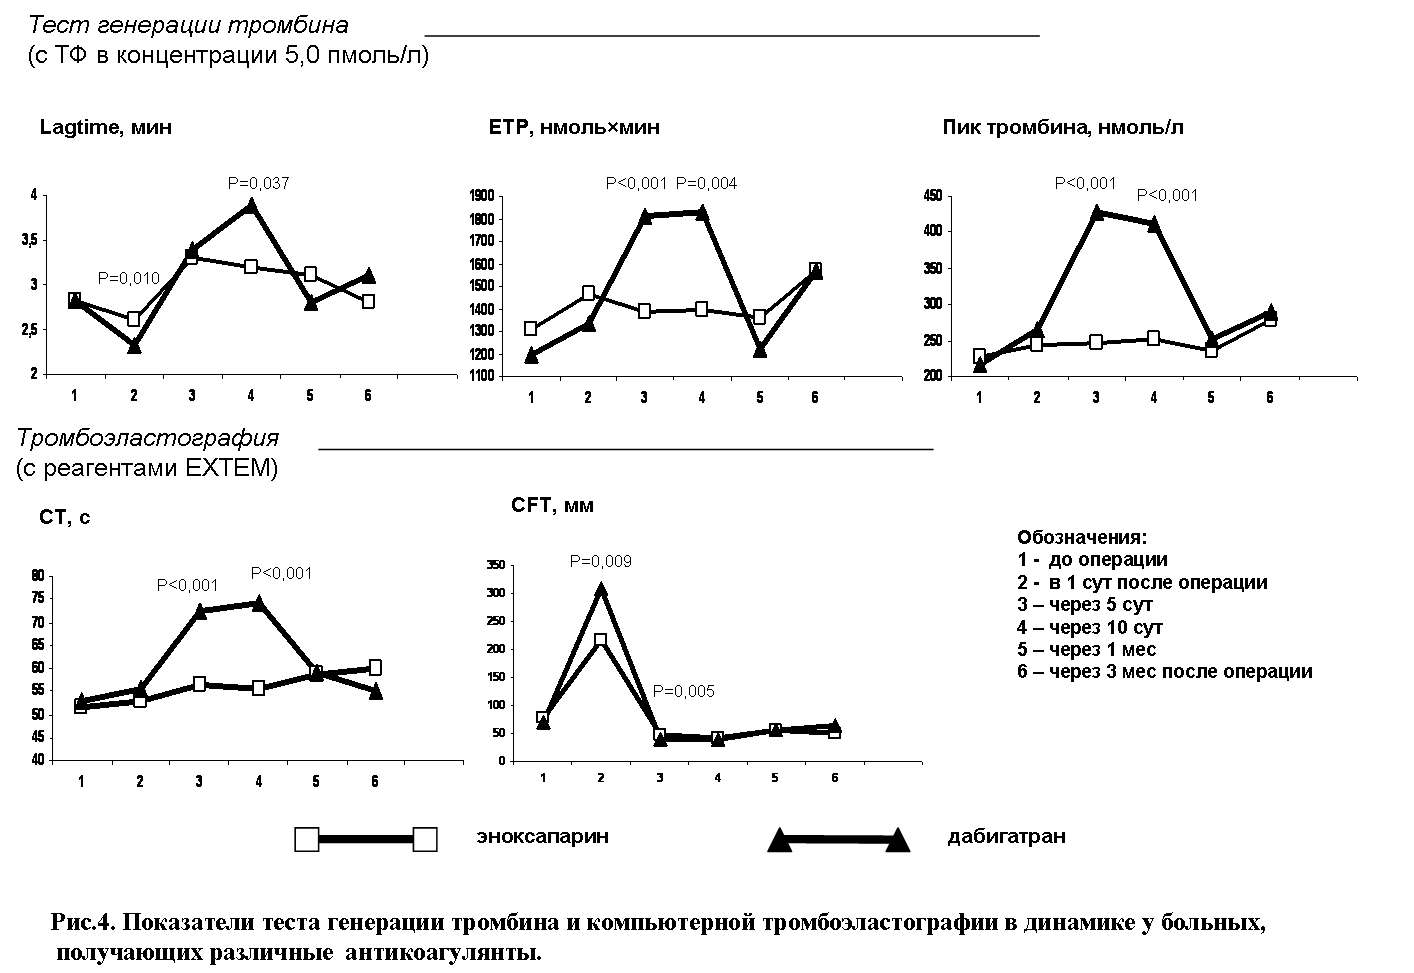 Тест генерации тромбина
(с ТФ в концентрации 5,0 пмоль/л)
Lagtime, мин
P=0,037
4
3,5
3
2,5
2
P=0,010
1 2 3 4 5 6
ETP, нмоль×мин
P<0,001 P=0,004
1900
1800
1700
1600
1500
1400
1300
1200
1100
1 2 3 4 5 6
Пик тромбина, нмоль/л
P<0,001
P<0,001
450
400
350
300
250
200
1 2 3 4 5 6
Тромбоэластография
(с реагентами EXTEM)
CT, с
P<0,001
P<0,001
80
75
70
65
60
55
50
45
40
1 2 3 4 5 6
CFT, мм
P=0,009
350
300
250
200
150
100
50
0
P=0,005
1 2 3 4 5 6
Обозначения:
1 - до операции
2 - в 1 сут после операции
3 – через 5 сут
4 – через 10 сут
5 – через 1 мес
6 – через 3 мес после операции
эноксапарин
дабигатран
Рис.4. Показатели теста генерации тромбина и компьютерной тромбоэластографии в динамике у больных,
получающих различные антикоагулянты.